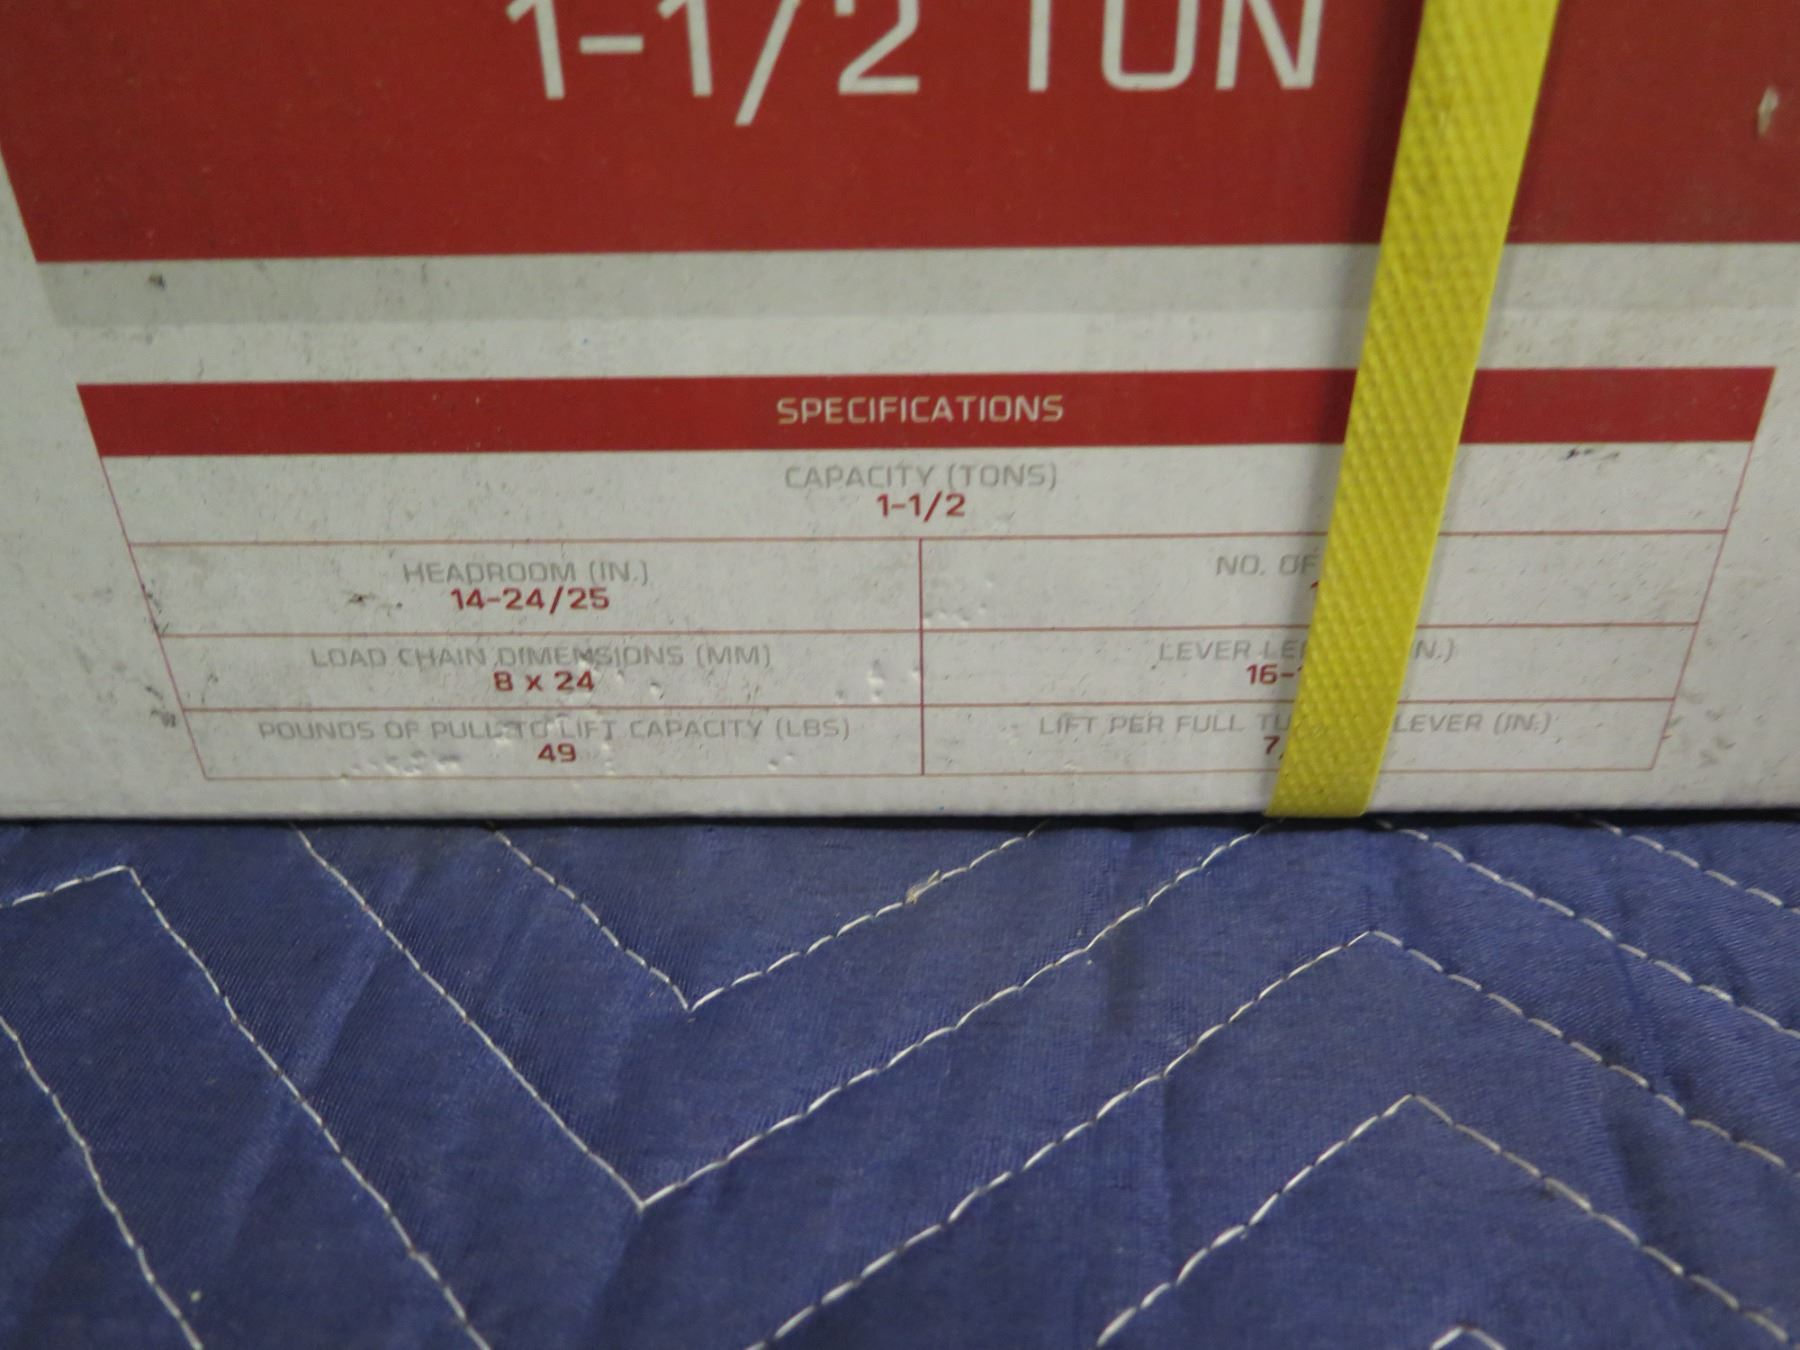 1-1/2 TON
SPECIFICATIONS
CAPACITY (TONS)
1-1/2
HEADROOM (IN.)
14-24/25
NO. OF
LOAD CHAIN DIMENSIONS (MM)
8 x 24
LEVER
16-
POUNDS OF PULL TO LIFT CAPACITY (LBS)
49
LIFT PER FULL LEVER (IN.)
7